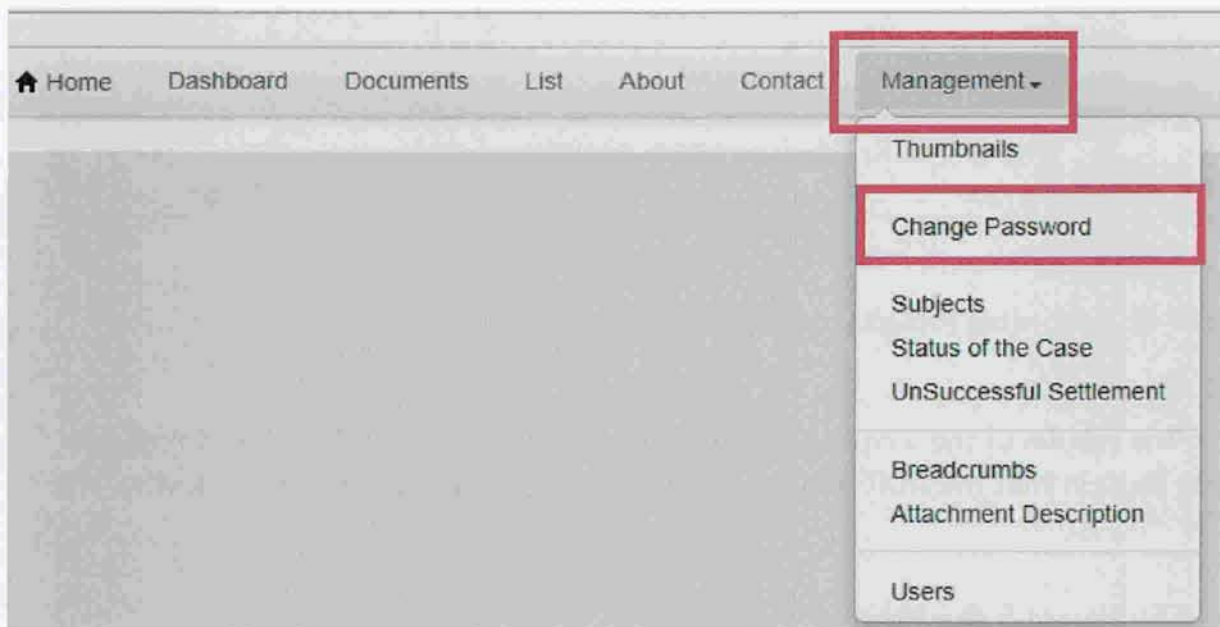 Home Dashboard Documents List About Contact Management
Thumbnails
Change Password
Subjects
Status of the Case
UnSuccessful Settlement
Breadcrumbs
Attachment Description
Users